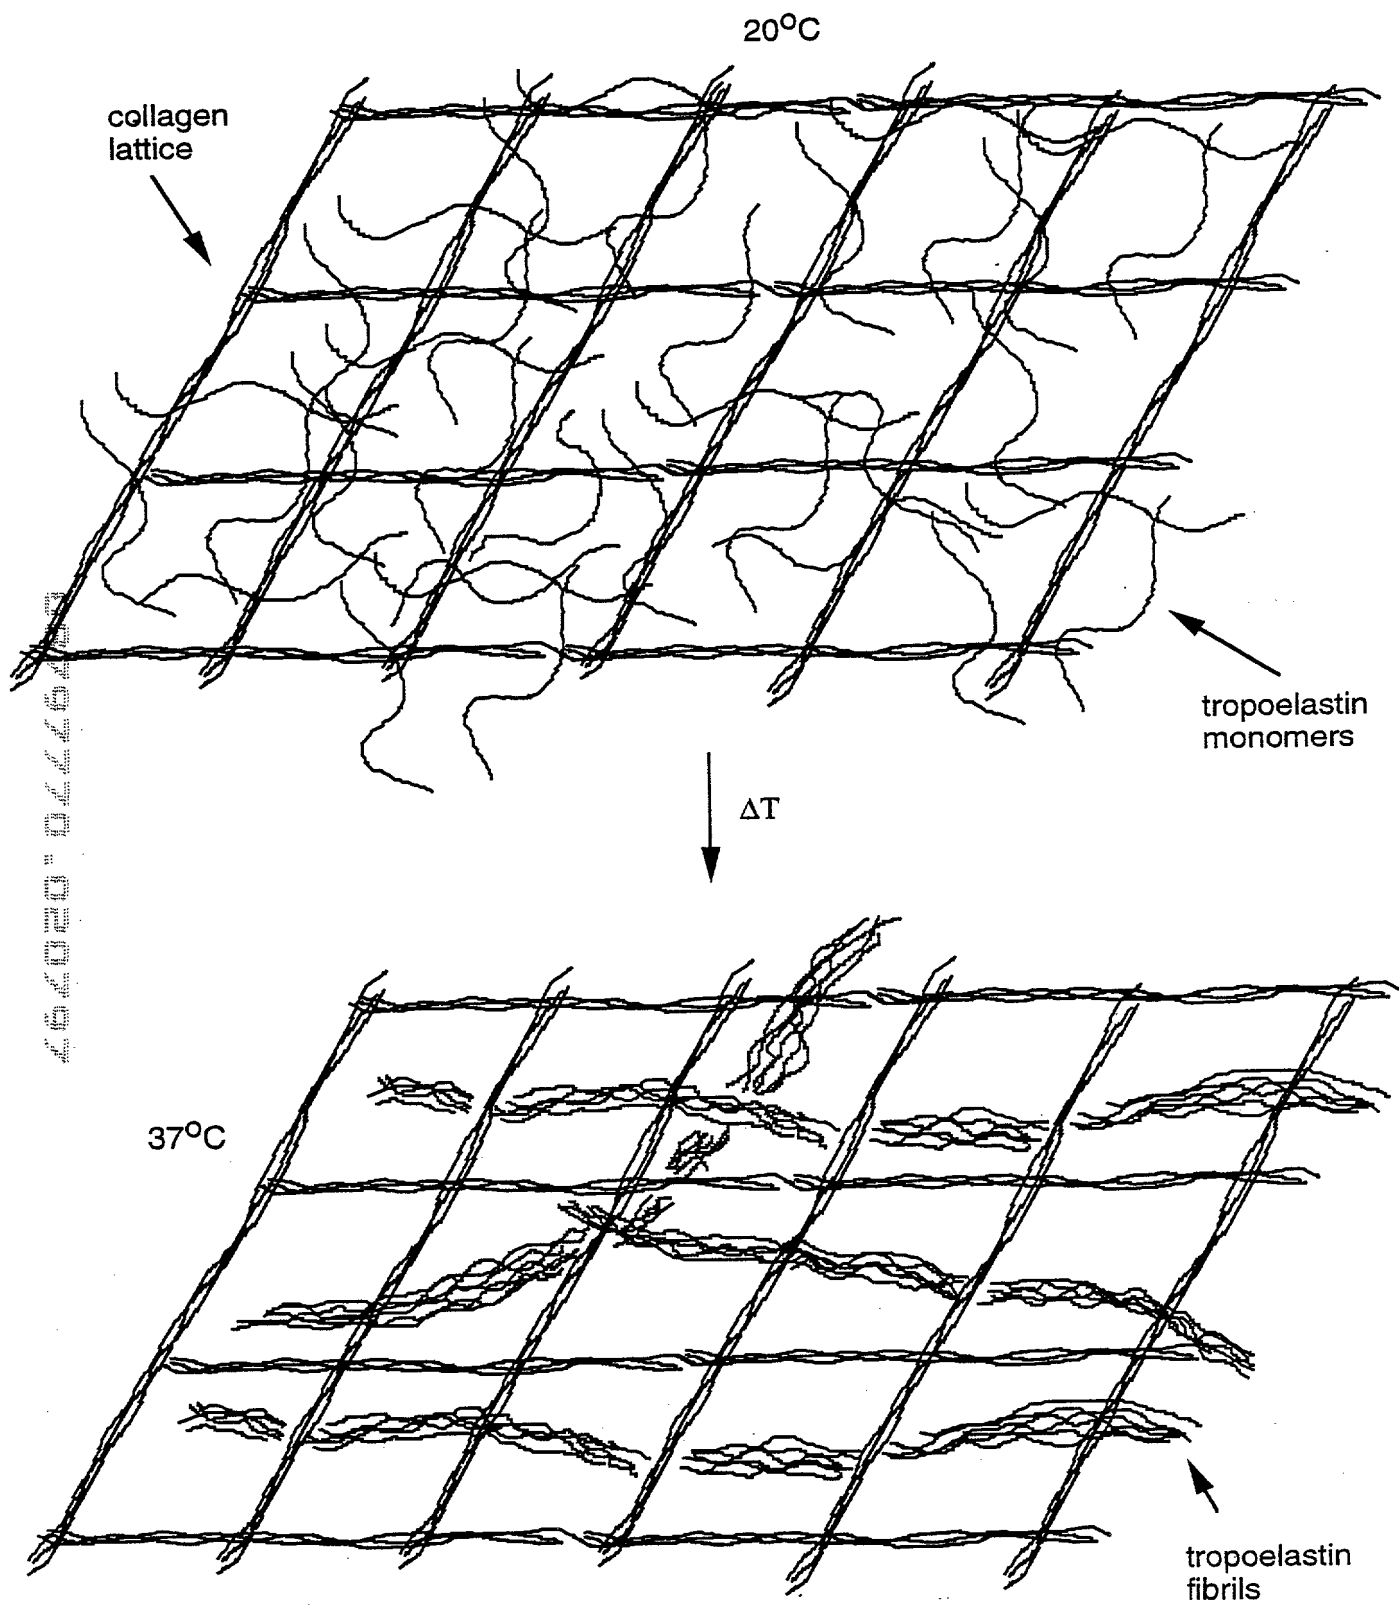 20°C
collagen
lattice
tropoelastin
monomers
ΔT
37°C
tropoelastin
fibrils